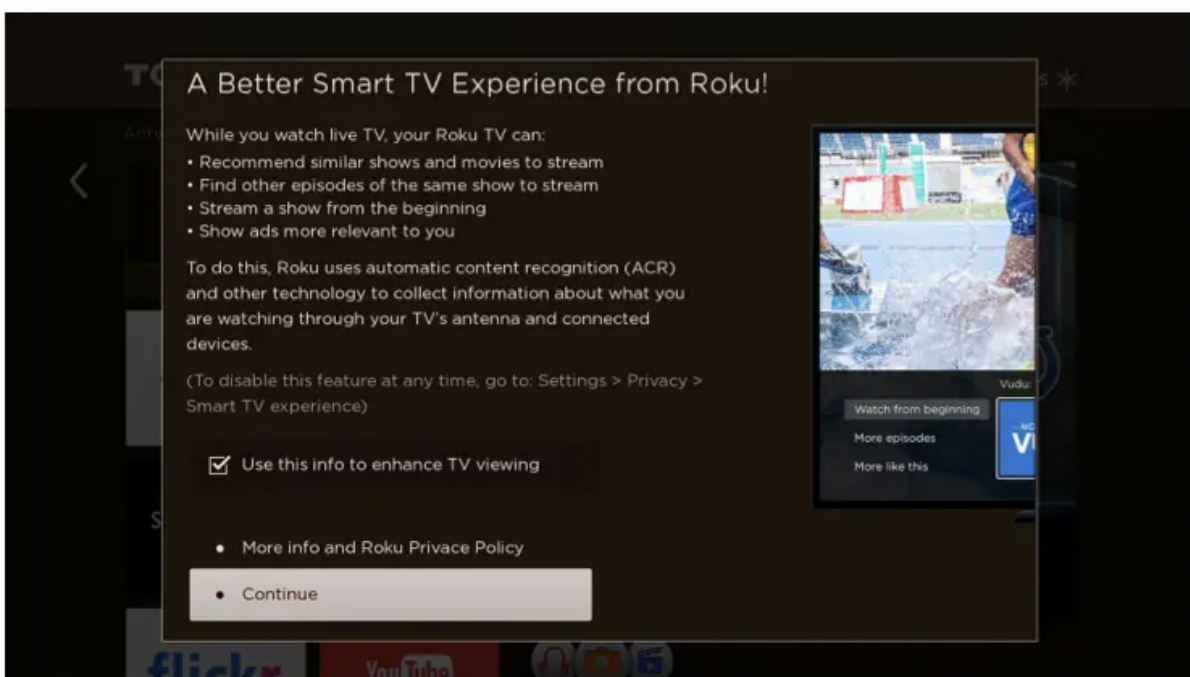 TC
s
A Better Smart TV Experience from Roku!
While you watch live TV, your Roku TV can:
• Recommend similar shows and movies to stream
• Find other episodes of the same show to stream
• Stream a show from the beginning
• Show ads more relevant to you
To do this, Roku uses automatic content recognition (ACR)
and other technology to collect information about what you
are watching through your TV's antenna and connected
devices.
(To disable this feature at any time, go to: Settings > Privacy >
Smart TV experience)
Use this info to enhance TV viewing
• More info and Roku Privace Policy
• Continue
Vudu:
Watch from beginning
More episodes
More like this
flickr
YouTube